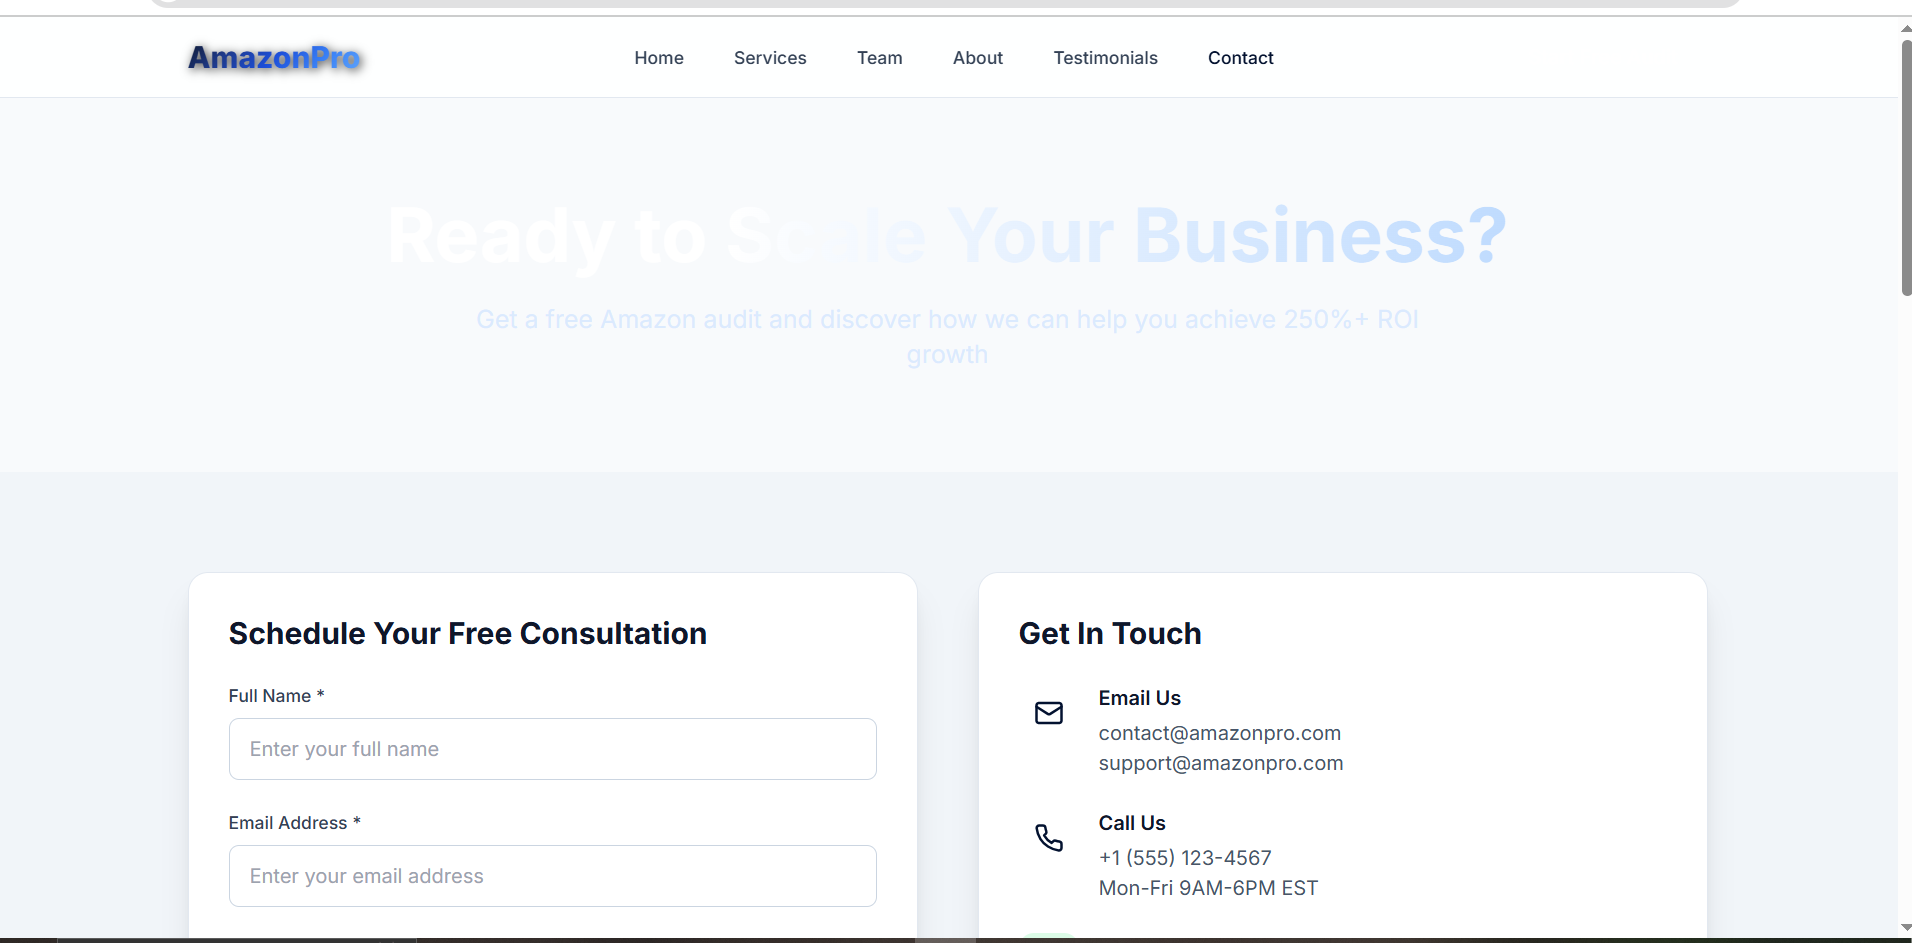 AmazonPro
Home Services Team About Testimonials Contact
Ready to Scale Your Business?
Get a free Amazon audit and discover how we can help you achieve 250%+ ROI
growth
Schedule Your Free Consultation
Full Name *
Enter your full name
Email Address *
Enter your email address
Get In Touch
Email Us
contact@amazonpro.com
support@amazonpro.com
Call Us
+1 (555) 123-4567
Mon-Fri 9AM-6PM EST